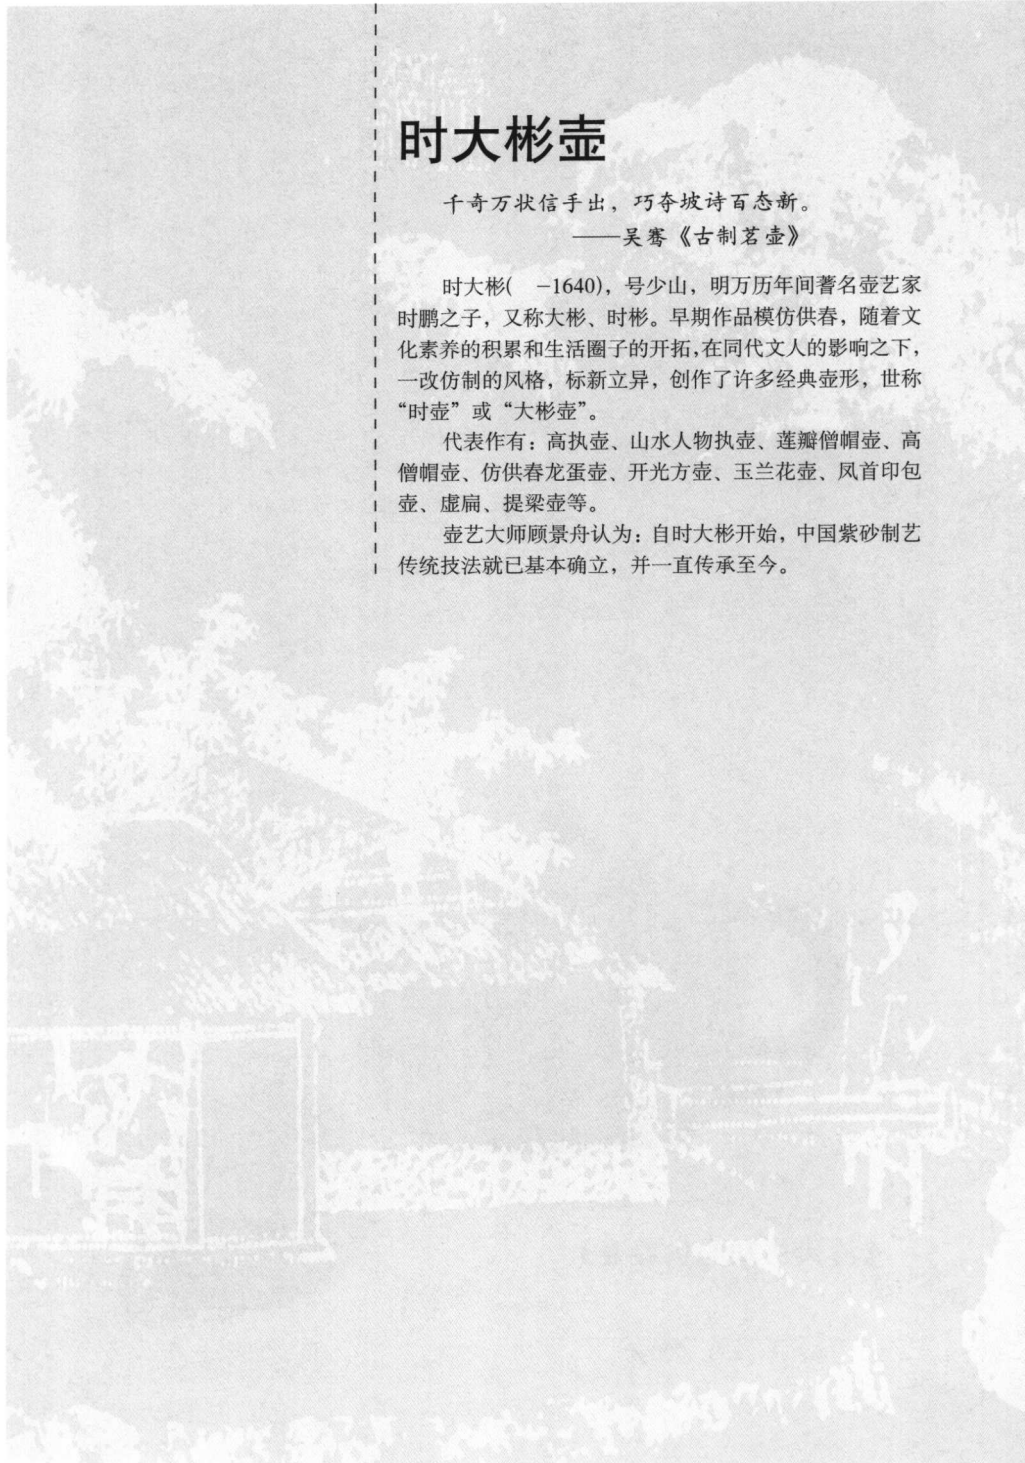 时大彬壶
千奇万状信手出，巧夺坡诗百态新。
——吴骞《古制茗壶》
时大彬(　–1640)，号少山，明万历年间著名壶艺家
时鹏之子，又称大彬、时彬。早期作品模仿供春，随着文
化素养的积累和生活圈子的开拓，在同代文人的影响之下，
一改仿制的风格，标新立异，创作了许多经典壶形，世称
“时壶”或“大彬壶”。
代表作有：高执壶、山水人物执壶、莲瓣僧帽壶、高
僧帽壶、仿供春龙蛋壶、开光方壶、玉兰花壶、凤首印包
壶、虚扁、提梁壶等。
壶艺大师顾景舟认为：自时大彬开始，中国紫砂制艺
传统技法就已基本确立，并一直传承至今。